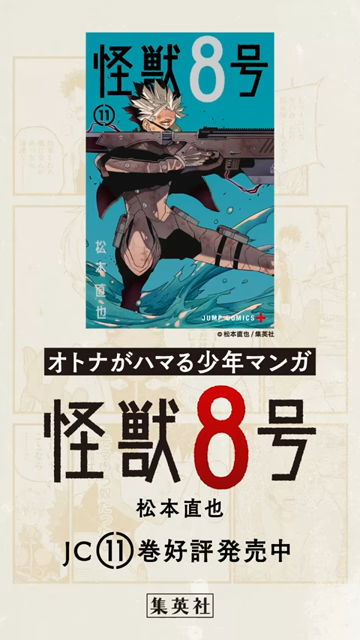 怪獣8号
11
松本直也
JUMP COMICS+
©松本直也/集英社
オトナがハマる少年マンガ
怪獣8号
松本直也
JC⑪巻好評発売中
集英社